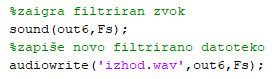 %zaigra filtriran zvok
sound(out6,Fs);
%zapiše novo filtrirano datoteko
audiowrite('izhod.wav',out6,Fs);